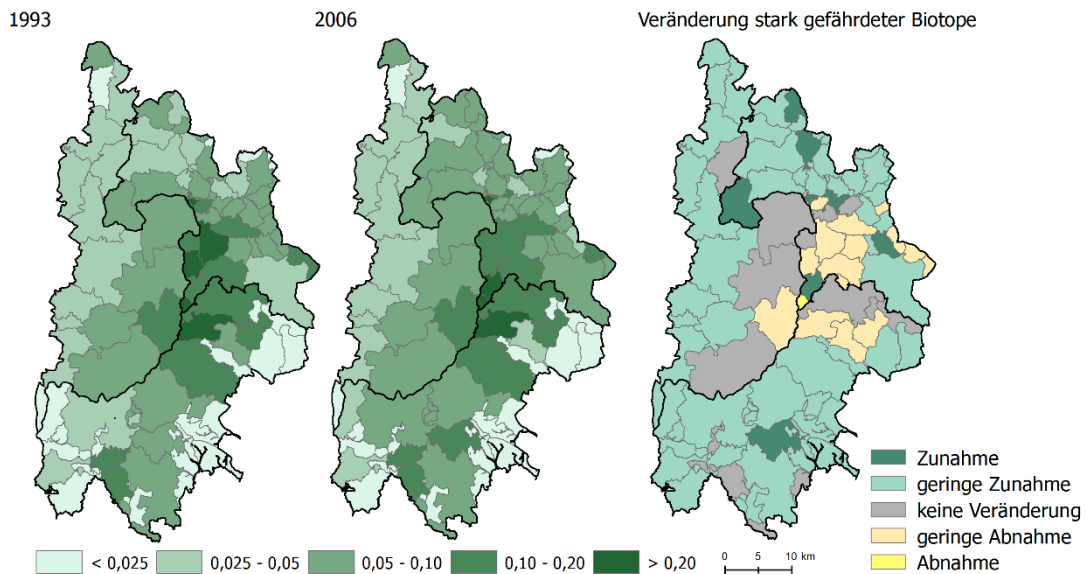 1993
2006
Veränderung stark gefährdeter Biotope
Zunahme
geringe Zunahme
keine Veränderung
geringe Abnahme
Abnahme
< 0,025
0,025 - 0,05
0,05 - 0,10
0,10 - 0,20
> 0,20
0 5 10 km